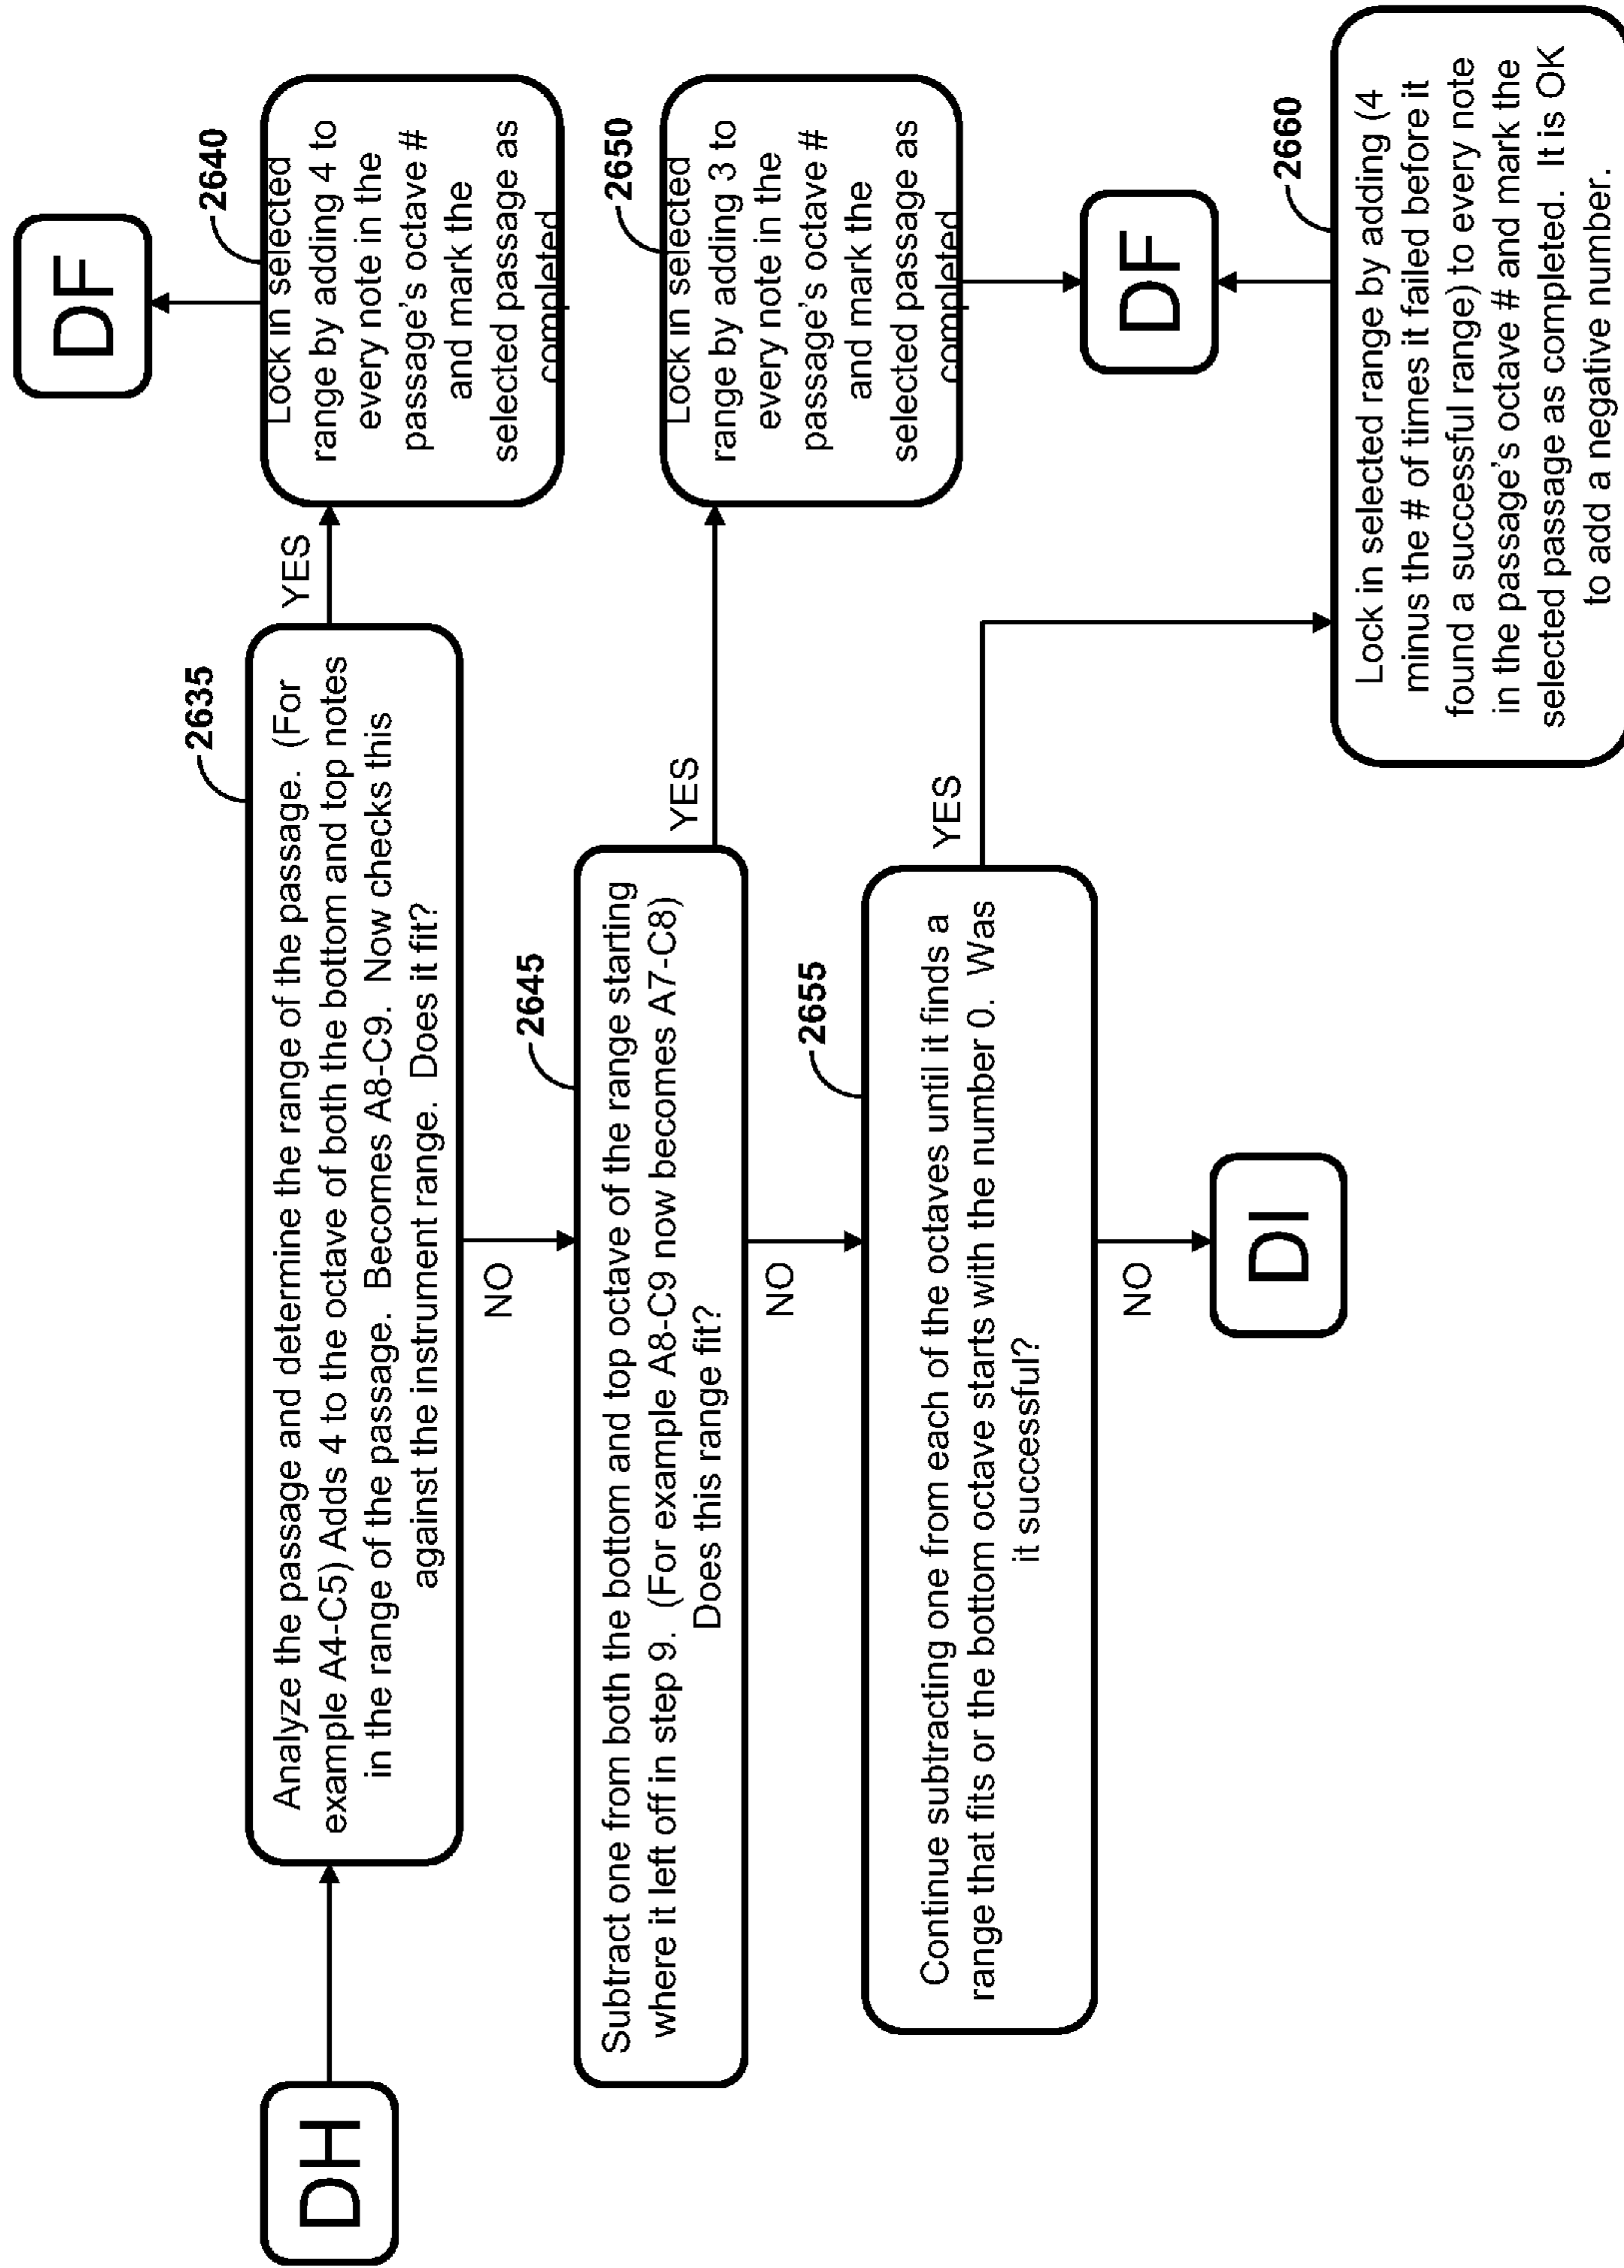 DH
2635
Analyze the passage and determine the range of the passage. (For
example A4-C5) Adds 4 to the octave of both the bottom and top notes
in the range of the passage. Becomes A8-C9. Now checks this
against the instrument range. Does it fit?
YES
2640
Lock in selected
range by adding 4 to
every note in the
passage's octave #
and mark the
selected passage as
completed
DF
NO
2645
Subtract one from both the bottom and top octave of the range starting
where it left off in step 9. (For example A8-C9 now becomes A7-C8)
Does this range fit?
YES
2650
Lock in selected
range by adding 3 to
every note in the
passage's octave #
and mark the
selected passage as
completed
DF
NO
2655
Continue subtracting one from each of the octaves until it finds a
range that fits or the bottom octave starts with the number 0. Was
it successful?
YES
2660
Lock in selected range by adding (4
minus the # of times it failed before it
found a successful range) to every note
in the passage's octave # and mark the
selected passage as completed. It is OK
to add a negative number.
NO
DI